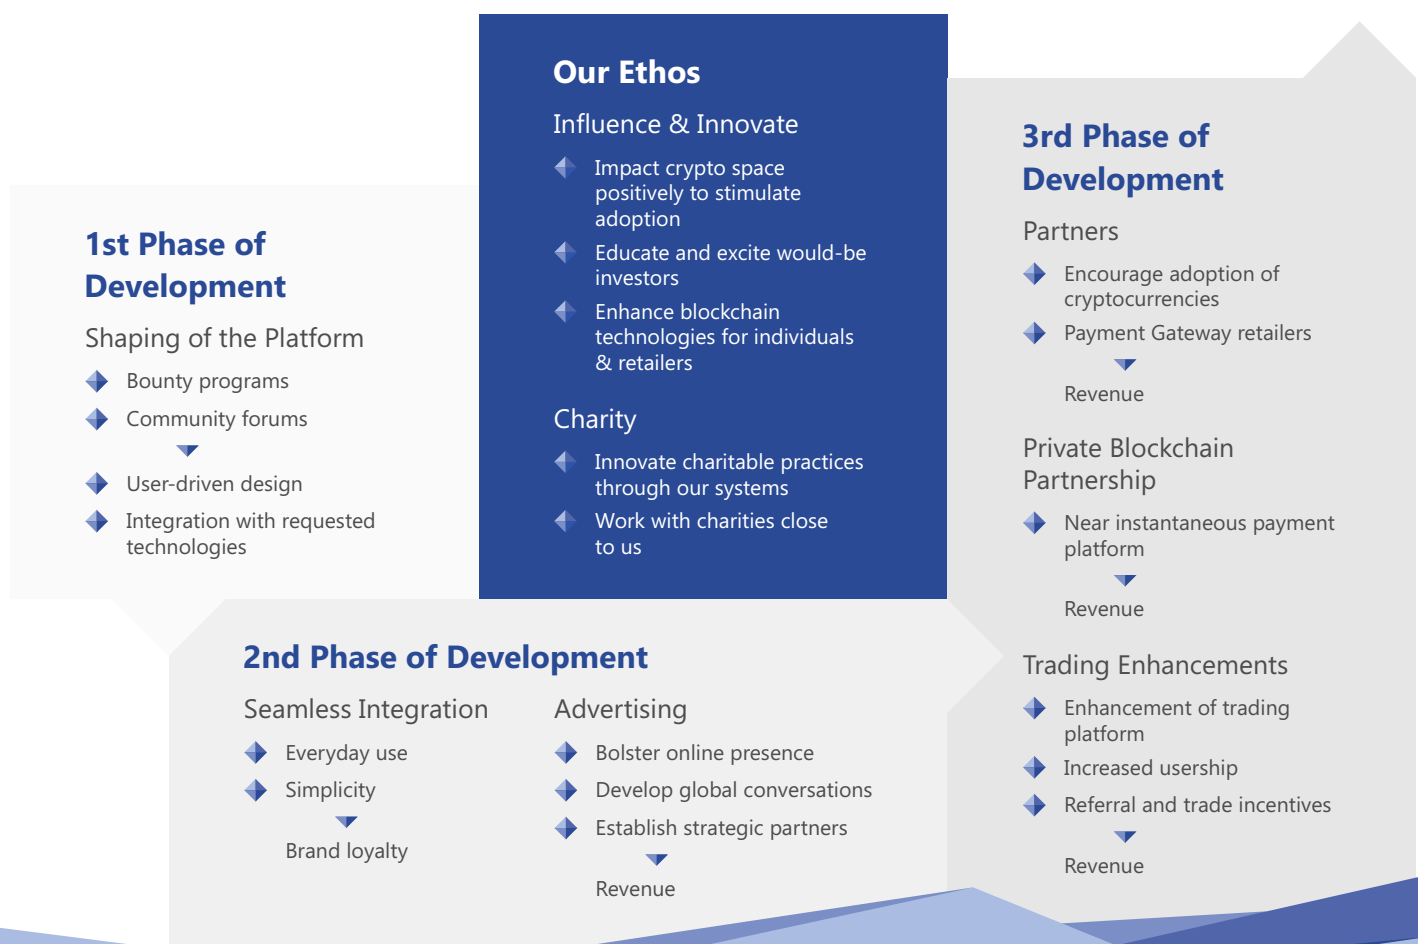 Our Ethos
Influence & Innovate
Impact crypto space
positively to stimulate
adoption
Educate and excite would-be
investors
Enhance blockchain
technologies for individuals
& retailers
Charity
Innovate charitable practices
through our systems
Work with charities close
to us
1st Phase of
Development
Shaping of the Platform
Bounty programs
Community forums
User-driven design
Integration with requested
technologies
2nd Phase of Development
Seamless Integration
Everyday use
Simplicity
Brand loyalty
Advertising
Bolster online presence
Develop global conversations
Establish strategic partners
Revenue
3rd Phase of
Development
Partners
Encourage adoption of
cryptocurrencies
Payment Gateway retailers
Revenue
Private Blockchain
Partnership
Near instantaneous payment
platform
Revenue
Trading Enhancements
Enhancement of trading
platform
Increased usership
Referral and trade incentives
Revenue